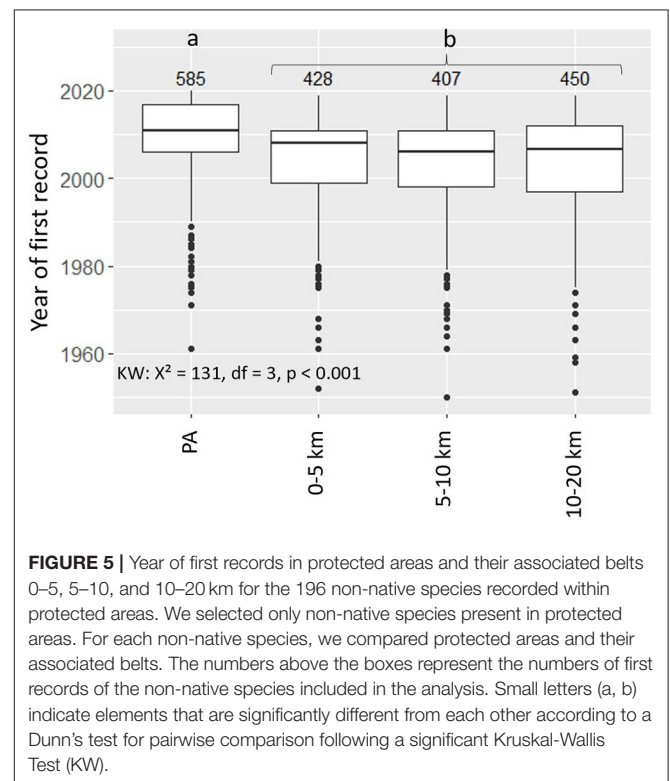 a
b
585
428
407
450
2020
2000
1980
1960
Year of first record
KW: X² = 131, df = 3, p < 0.001
PA
0-5 km
5-10 km
10-20 km
FIGURE 5 | Year of first records in protected areas and their associated belts
0–5, 5–10, and 10–20 km for the 196 non-native species recorded within
protected areas. We selected only non-native species present in protected
areas. For each non-native species, we compared protected areas and their
associated belts. The numbers above the boxes represent the numbers of first
records of the non-native species included in the analysis. Small letters (a, b)
indicate elements that are significantly different from each other according to a
Dunn's test for pairwise comparison following a significant Kruskal-Wallis
Test (KW).